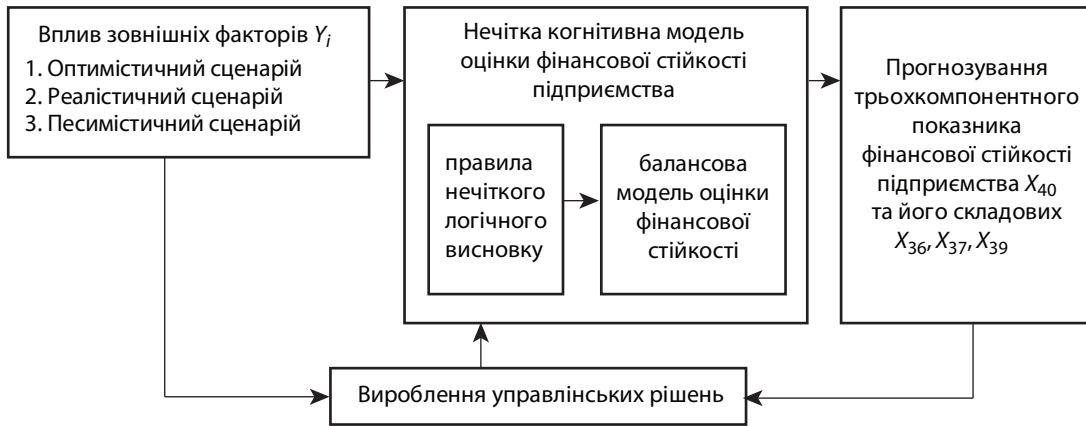 Вплив зовнішніх факторів Yi
1. Оптимістичний сценарій
2. Реалістичний сценарій
3. Песимістичний сценарій
Нечітка когнітивна модель
оцінки фінансової стійкості
підприємства
правила
нечіткого
логічного
висновку
балансова
модель оцінки
фінансової
стійкості
Прогнозування
трьохкомпонентного
показника
фінансової стійкості
підприємства X40
та його складових
X36, X37, X39
Вироблення управлінських рішень